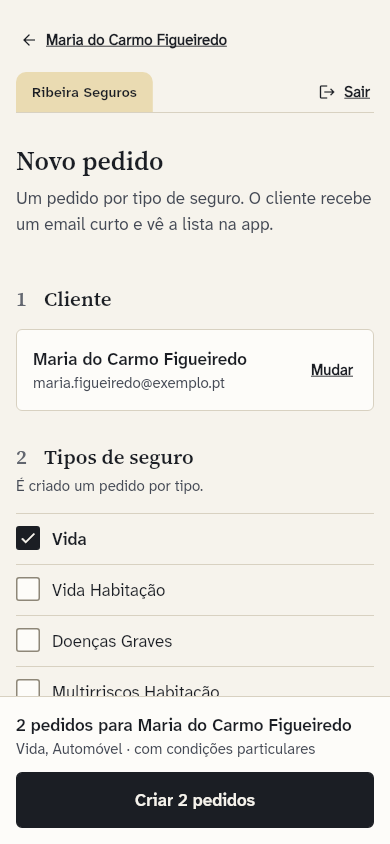 Maria do Carmo Figueiredo
Ribeira Seguros
Sair
Novo pedido
Um pedido por tipo de seguro. O cliente recebe
um email curto e vê a lista na app.
1 Cliente
Maria do Carmo Figueiredo
maria.figueiredo@exemplo.pt
Mudar
2 Tipos de seguro
É criado um pedido por tipo.
Vida
Vida Habitação
Doenças Graves
Multirriscos Habitação
2 pedidos para Maria do Carmo Figueiredo
Vida, Automóvel · com condições particulares
Criar 2 pedidos